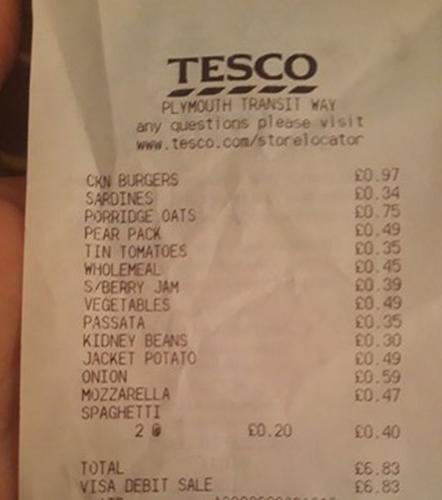 TESCO
PLYMOUTH TRANSIT WAY
any questions please visit
www.tesco.com/storelocator
CKN BURGERS £0.97
SARDINES £0.34
PORRIDGE OATS £0.75
PEAR PACK £0.49
TIN TOMATOES £0.35
WHOLEMEAL £0.45
S/BERRY JAM £0.39
VEGETABLES £0.49
PASSATA £0.35
KIDNEY BEANS £0.30
JACKET POTATO £0.49
ONION £0.59
MOZZARELLA £0.47
SPAGHETTI
2 @ £0.20 £0.40
TOTAL £6.83
VISA DEBIT SALE £6.83